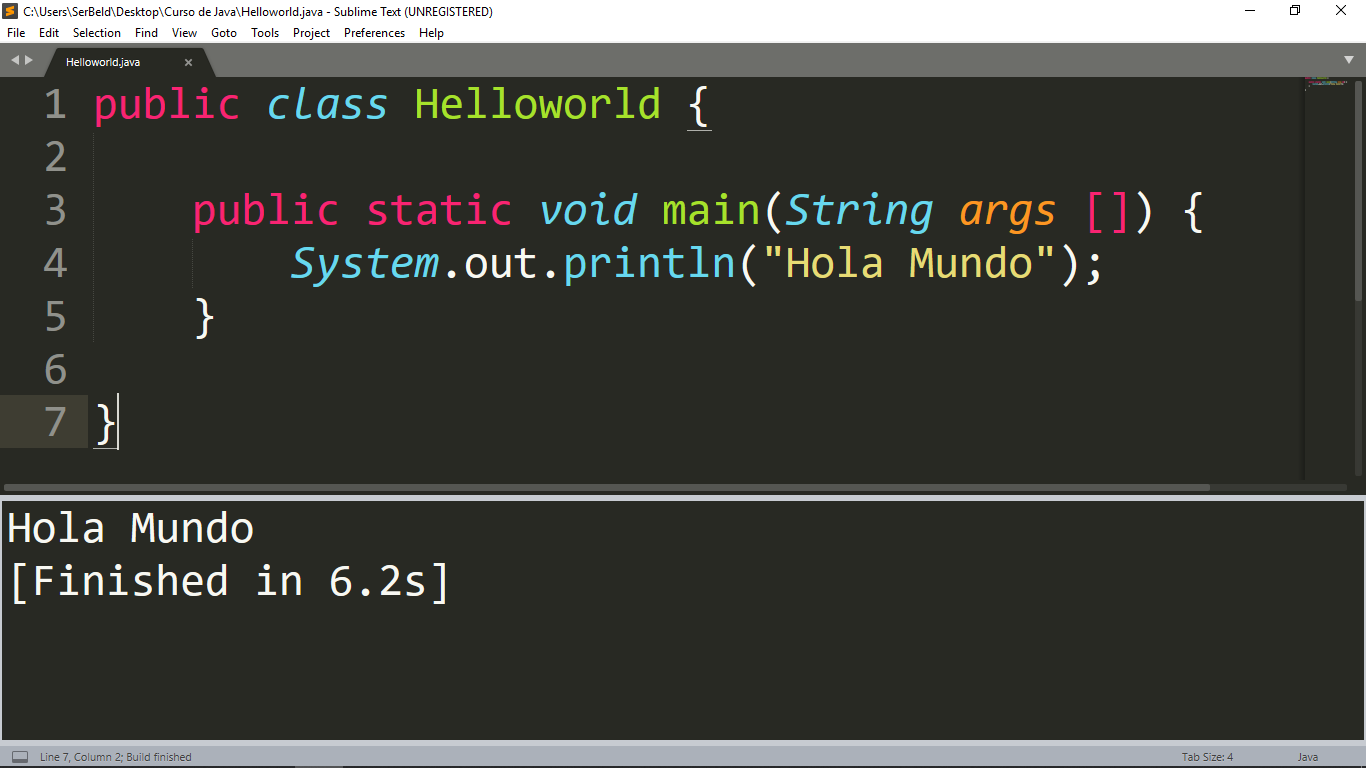 C:\Users\SerBeld\Desktop\Curso de Java\Helloworld.java - Sublime Text (UNREGISTERED)
File Edit Selection Find View Goto Tools Project Preferences Help
Helloworld.java
1 public class Helloworld {
2
3 public static void main(String args []) {
4 System.out.println("Hola Mundo");
5 }
6
7 }
Hola Mundo
[Finished in 6.2s]
Line 7, Column 2; Build finished Tab Size: 4 Java